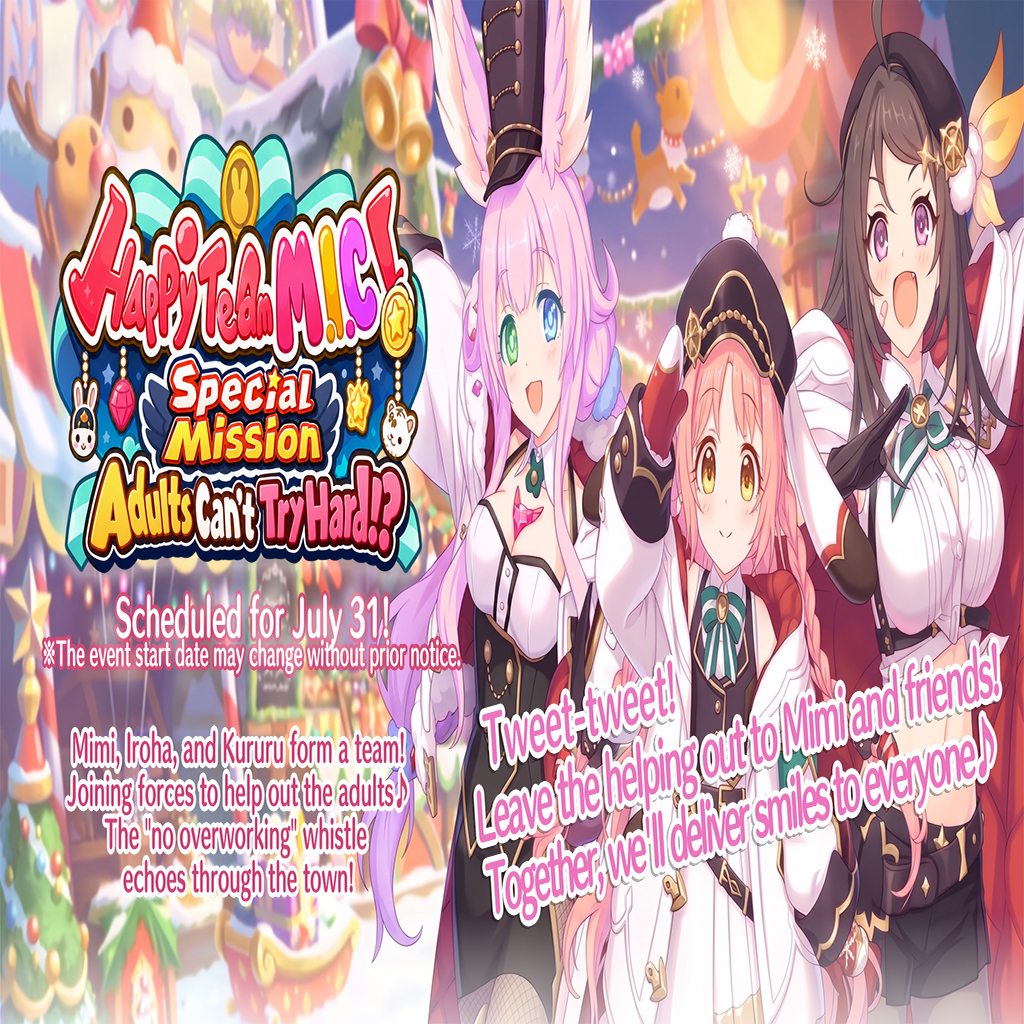 Happy Team M.I.C!
Special
Mission
Adults Can't Try Hard!!?
Scheduled for July 31!
※The event start date may change without prior notice.
Mimi, Iroha, and Kururu form a team!
Joining forces to help out the adults♪
The "no overworking" whistle
echoes through the town!
Tweet-tweet!
Leave the helping out to Mimi and friends!
Together, we'll deliver smiles to everyone♪